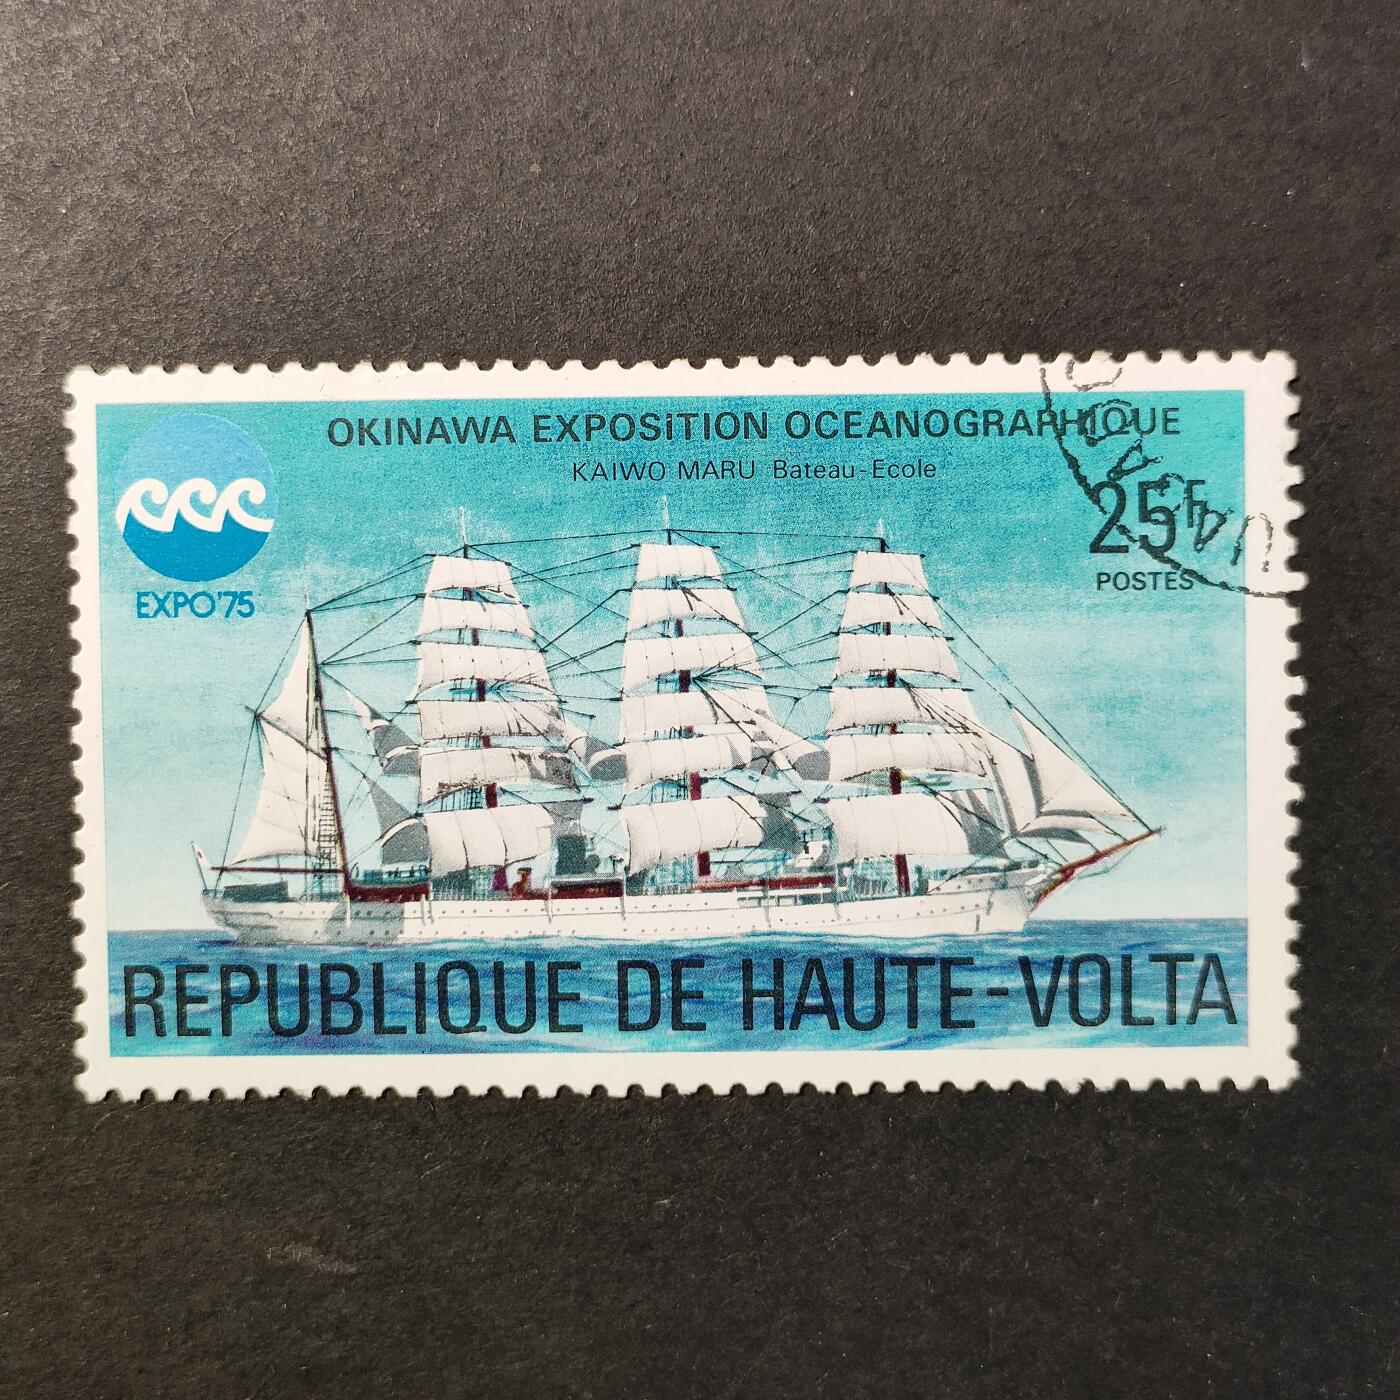 OKINAWA EXPOSITION OCEANOGRAPHIQUE
KAIWO MARU Bateau-Ecole
25F
POSTES
EXPO'75
REPUBLIQUE DE HAUTE-VOLTA